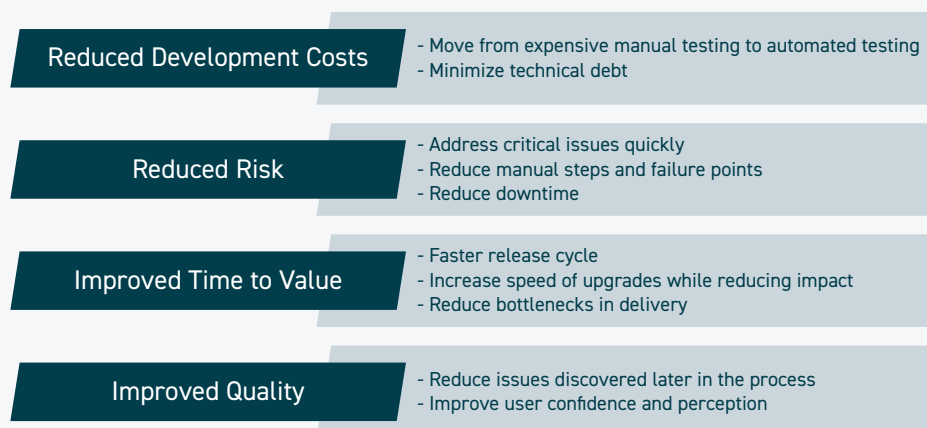 Reduced Development Costs
- Move from expensive manual testing to automated testing
- Minimize technical debt
Reduced Risk
- Address critical issues quickly
- Reduce manual steps and failure points
- Reduce downtime
Improved Time to Value
- Faster release cycle
- Increase speed of upgrades while reducing impact
- Reduce bottlenecks in delivery
Improved Quality
- Reduce issues discovered later in the process
- Improve user confidence and perception